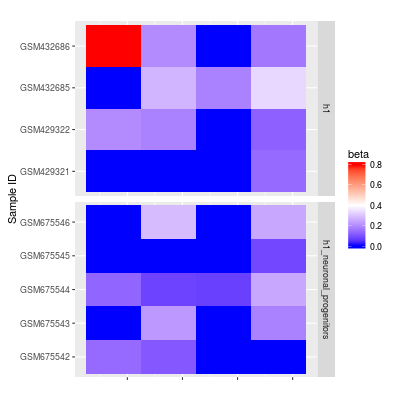 Sample ID
GSM432686
GSM432685
GSM429322
GSM429321
h1
GSM675546
GSM675545
GSM675544
GSM675543
GSM675542
h1_neuronal_progenitors
beta
0.8
0.6
0.4
0.2
0.0